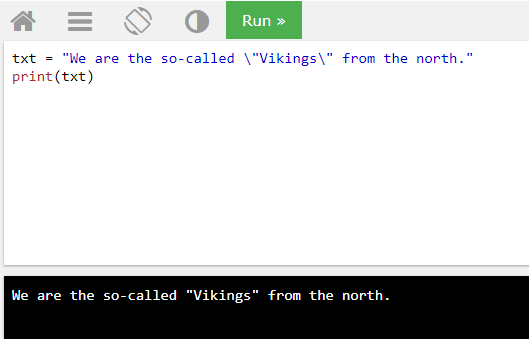 Run »
txt = "We are the so-called \"Vikings\" from the north."
print(txt)
We are the so-called "Vikings" from the north.